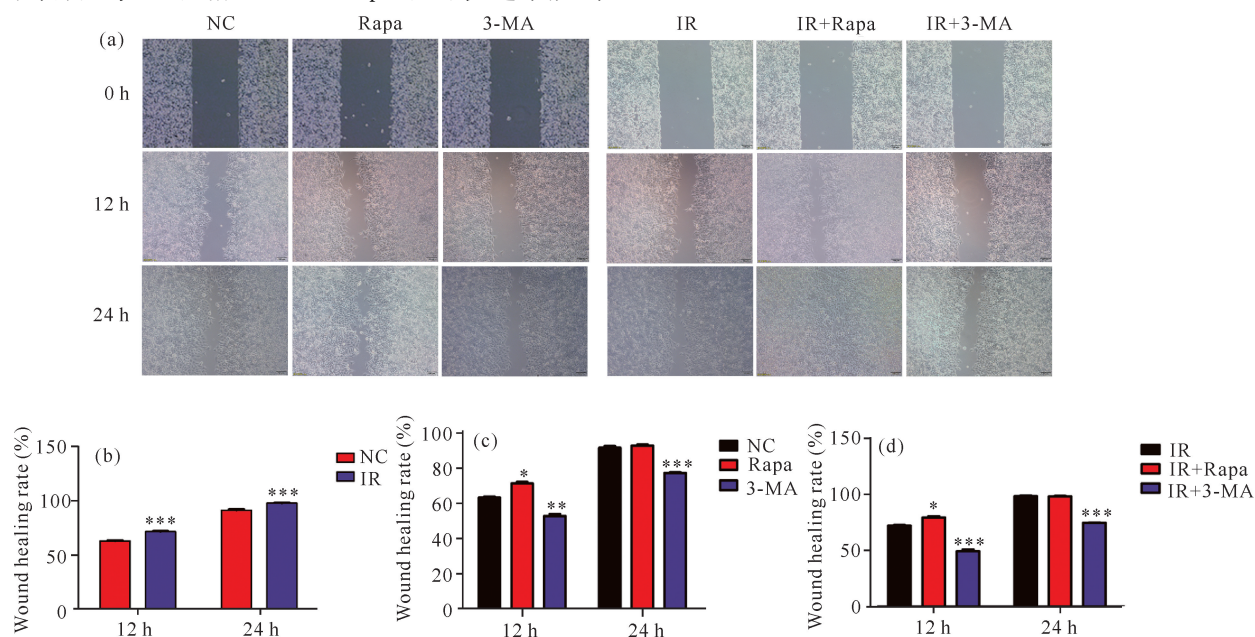 NC Rapa 3-MA IR IR+Rapa IR+3-MA
(a)
0 h
12 h
24 h
(b)
Wound healing rate (%)
150
100
50
0
12 h 24 h
NC
IR
***
***
(c)
Wound healing rate (%)
100
80
60
40
20
0
12 h 24 h
NC
Rapa
3-MA
*
**
***
(d)
Wound healing rate (%)
150
100
50
0
12 h 24 h
IR
IR+Rapa
IR+3-MA
*
***
***